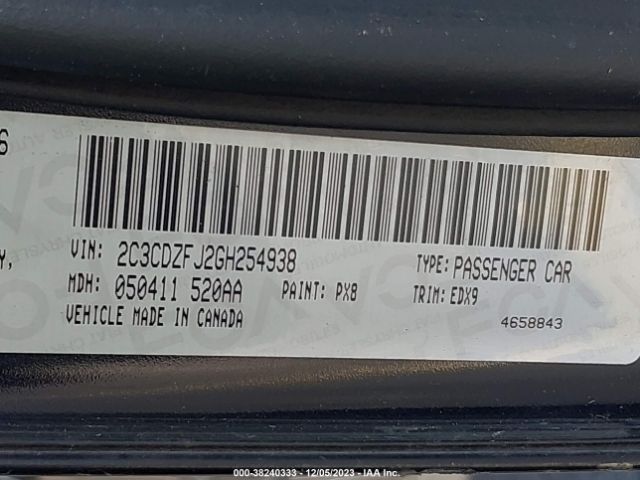 6
Y,
VIN: 2C3CDZFJ2GH254938 TYPE: PASSENGER CAR
MDH: 050411 520AA PAINT: PX8 TRIM: EDX9
VEHICLE MADE IN CANADA 4658843
000-38240333 - 12/05/2023 - IAA Inc.